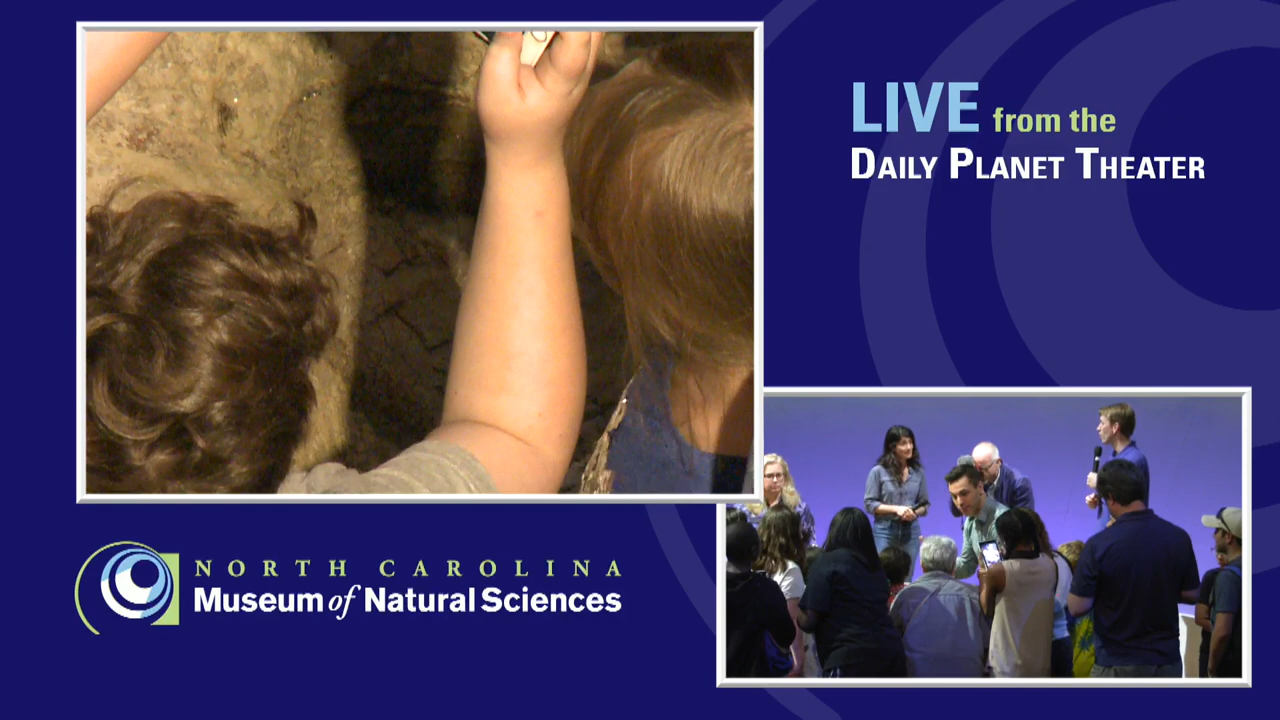 LIVE from the
DAILY PLANET THEATER
NORTH CAROLINA
Museum of Natural Sciences